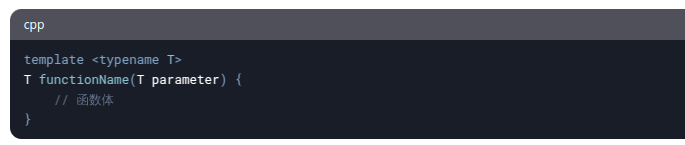 cpp
template <typename T>
T functionName(T parameter) {
    // 函数体
}